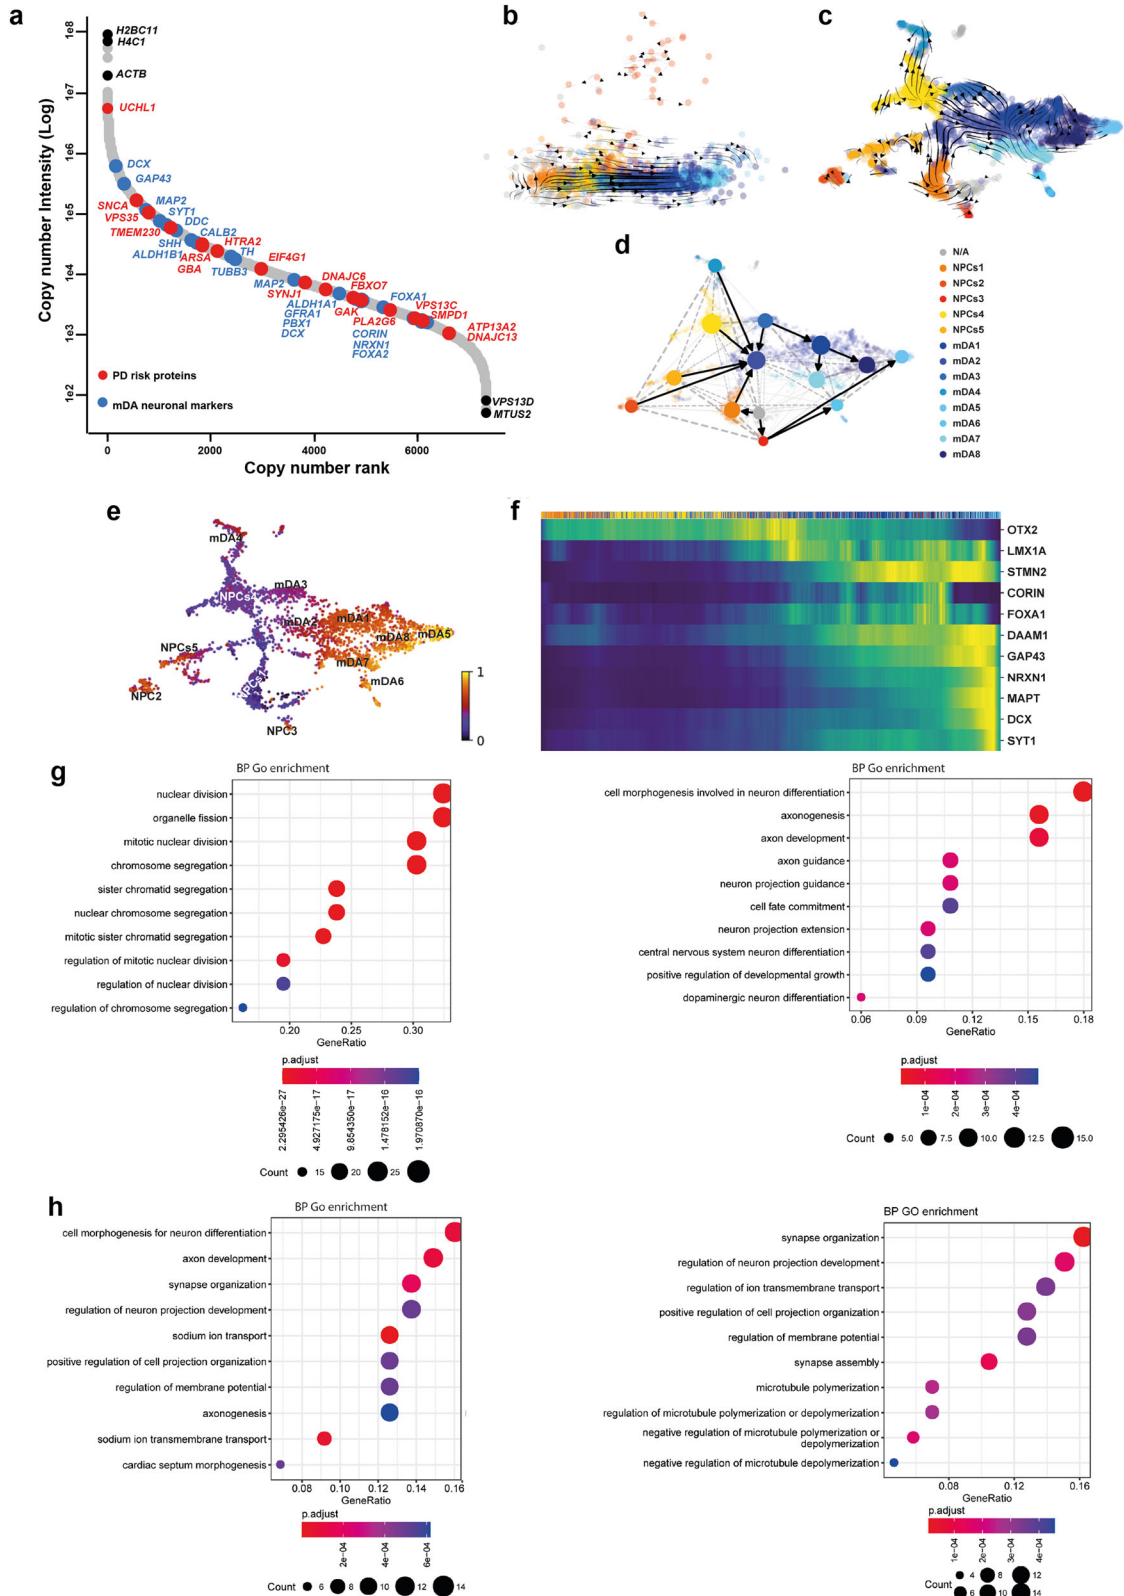 a
Copy number Intensity (Log)
1e8
1e7
1e6
1e5
1e4
1e3
1e2
H2BC11
H4C1
ACTB
UCHL1
DCX
GAP43
SNCA
MAP2
VPS35
SYT1
TMEM230
DDC
CALB2
SHH
HTRA2
ALDH1B1
ARSA
TH
GBA
TUBB3
EIF4G1
MAP2
DNAJC6
SYNJ1
FBXO7
ALDH1A1
FOXA1
GFRA1
GAK
VPS13C
PBX1
PLA2G6
SMPD1
DCX
CORIN
ATP13A2
NRXN1
DNAJC13
FOXA2
VPS13D
MTUS2
PD risk proteins
mDA neuronal markers
0
2000
4000
6000
Copy number rank
b
c
d
N/A
NPCs1
NPCs2
NPCs3
NPCs4
NPCs5
mDA1
mDA2
mDA3
mDA4
mDA5
mDA6
mDA7
mDA8
e
mDA4
mDA3
mDA2
mDA1
mDA8
mDA5
NPCs5
mDA7
mDA6
NPC2
NPC3
1
0
f
OTX2
LMX1A
STMN2
CORIN
FOXA1
DAAM1
GAP43
NRXN1
MAPT
DCX
SYT1
g
BP Go enrichment
nuclear division
organelle fission
mitotic nuclear division
chromosome segregation
sister chromatid segregation
nuclear chromosome segregation
mitotic sister chromatid segregation
regulation of mitotic nuclear division
regulation of nuclear division
regulation of chromosome segregation
0.20
0.25
0.30
GeneRatio
p.adjust
2.295426e-27
4.927175e-17
9.854350e-17
1.478152e-16
1.970870e-16
Count
15
20
25
BP Go enrichment
cell morphogenesis involved in neuron differentiation
axonogenesis
axon development
axon guidance
neuron projection guidance
cell fate commitment
neuron projection extension
central nervous system neuron differentiation
positive regulation of developmental growth
dopaminergic neuron differentiation
0.06
0.09
0.12
0.15
0.18
GeneRatio
p.adjust
1e-04
2e-04
3e-04
4e-04
Count
5.0
7.5
10.0
12.5
15.0
h
BP Go enrichment
cell morphogenesis for neuron differentiation
axon development
synapse organization
regulation of neuron projection development
sodium ion transport
positive regulation of cell projection organization
regulation of membrane potential
axonogenesis
sodium ion transmembrane transport
cardiac septum morphogenesis
0.08
0.10
0.12
0.14
0.16
GeneRatio
p.adjust
2e-04
4e-04
6e-04
Count
6
8
10
12
14
BP GO enrichment
synapse organization
regulation of neuron projection development
regulation of ion transmembrane transport
positive regulation of cell projection organization
regulation of membrane potential
synapse assembly
microtubule polymerization
regulation of microtubule polymerization or depolymerization
negative regulation of microtubule polymerization or
depolymerization
negative regulation of microtubule depolymerization
0.08
0.12
0.16
GeneRatio
p.adjust
1e-04
2e-04
3e-04
4e-04
Count
4
8
12
6
10
14